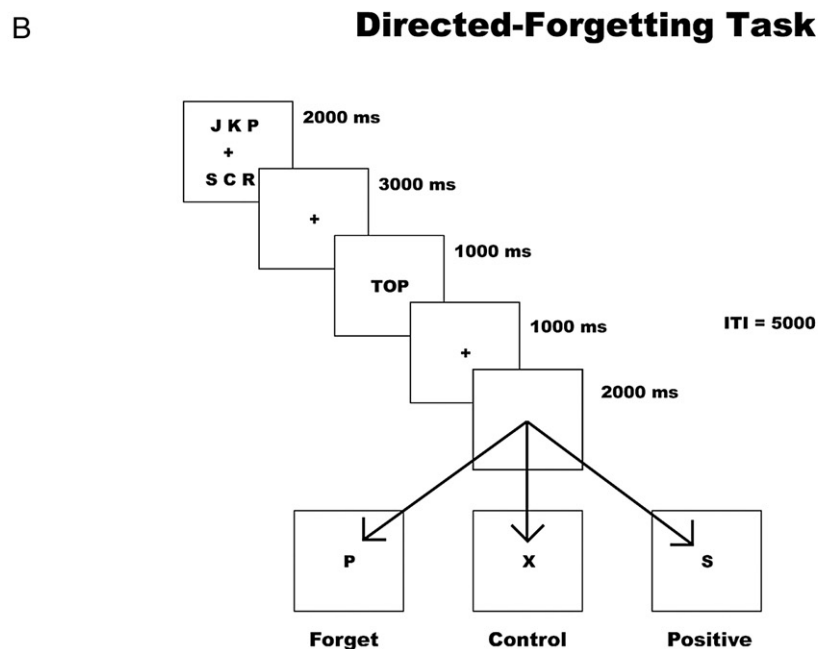 B
Directed-Forgetting Task
J K P
+
S C R
2000 ms
+
3000 ms
TOP
1000 ms
+
1000 ms
ITI = 5000
2000 ms
P
X
S
Forget
Control
Positive